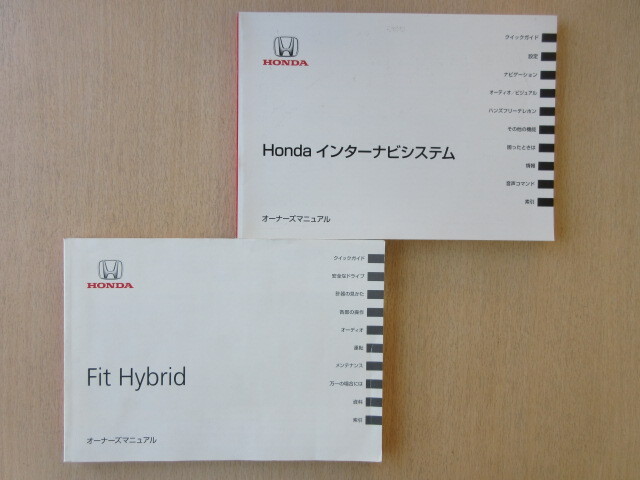 HONDA
Honda インターナビシステム
オーナーズマニュアル
クイックガイド
設定
ナビゲーション
オーディオ／ビジュアル
ハンズフリーテレホン
その他の機能
困ったときは
情報
音声コマンド
索引
HONDA
Fit Hybrid
オーナーズマニュアル
クイックガイド
安全なドライブ
計器の見かた
各部の操作
オーディオ
運転
メンテナンス
万一の場合には
資料
索引